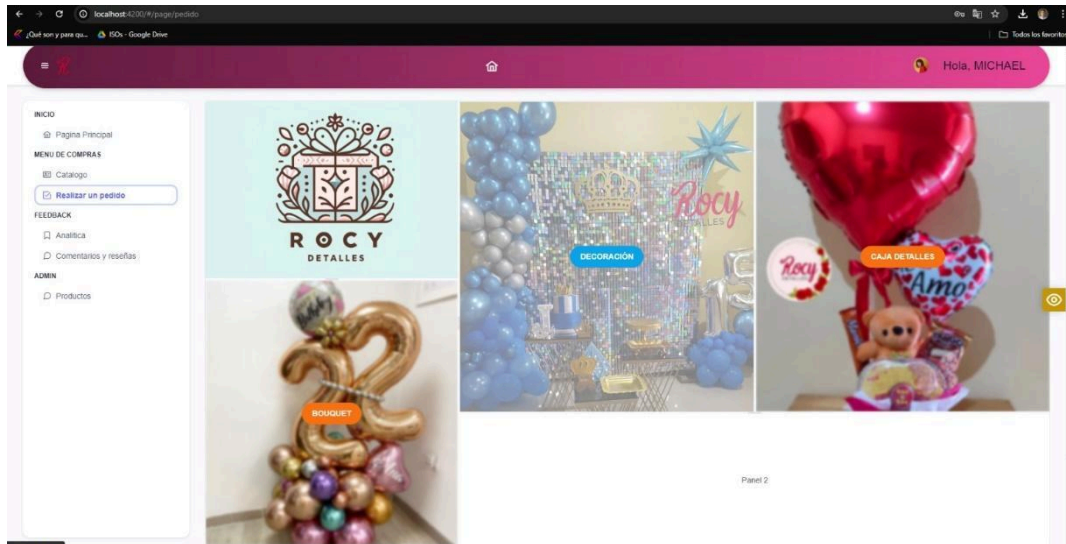 localhost:4200/#/page/pedido
¿Qué son y para qu...
ISOs - Google Drive
Todos los favoritos
Hola, MICHAEL
INICIO
Pagina Principal
MENU DE COMPRAS
Catalogo
Realizar un pedido
FEEDBACK
Analitica
Comentarios y reseñas
ADMIN
Productos
ROCY
DETALLES
Rocy
DETALLES
DECORACIÓN
Rocy
CAJA DETALLES
Amo
BOUQUET
Panel 2